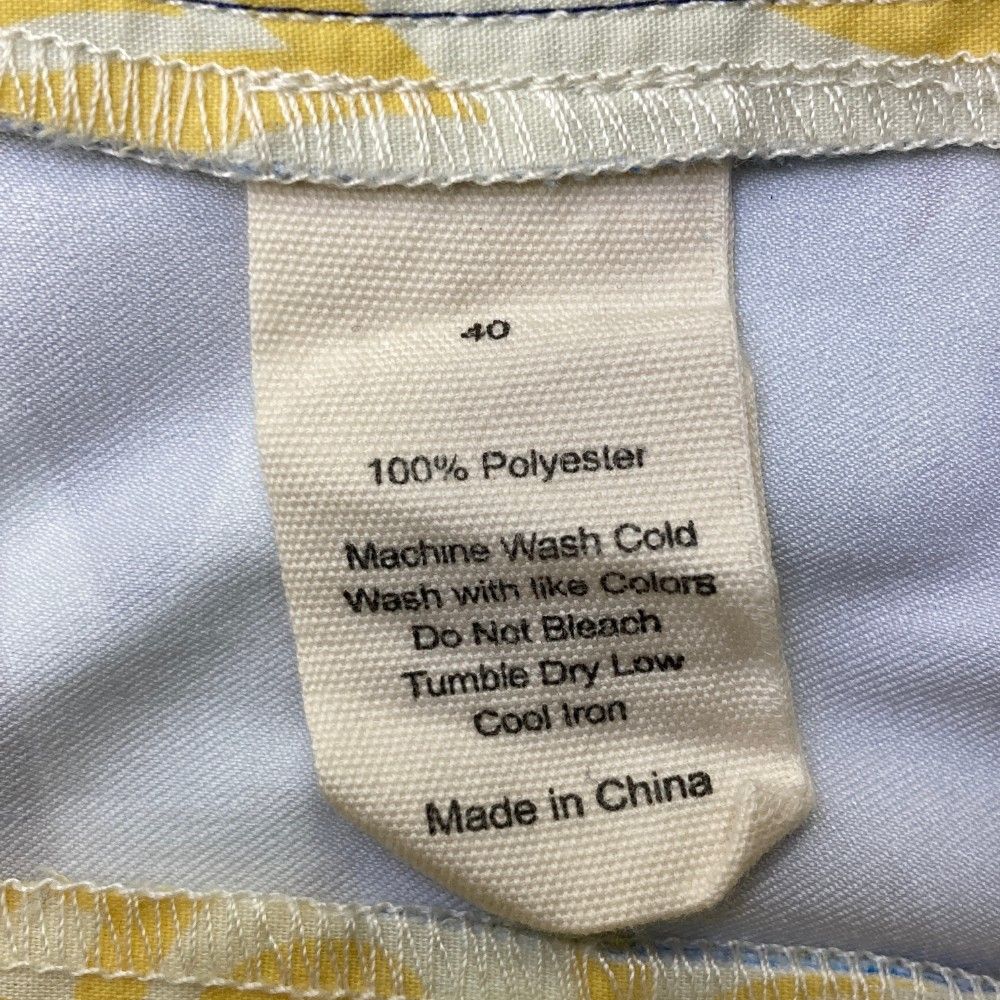 40
100% Polyester
Machine Wash Cold
Wash with like Colors
Do Not Bleach
Tumble Dry Low
Cool Iron
Made in China